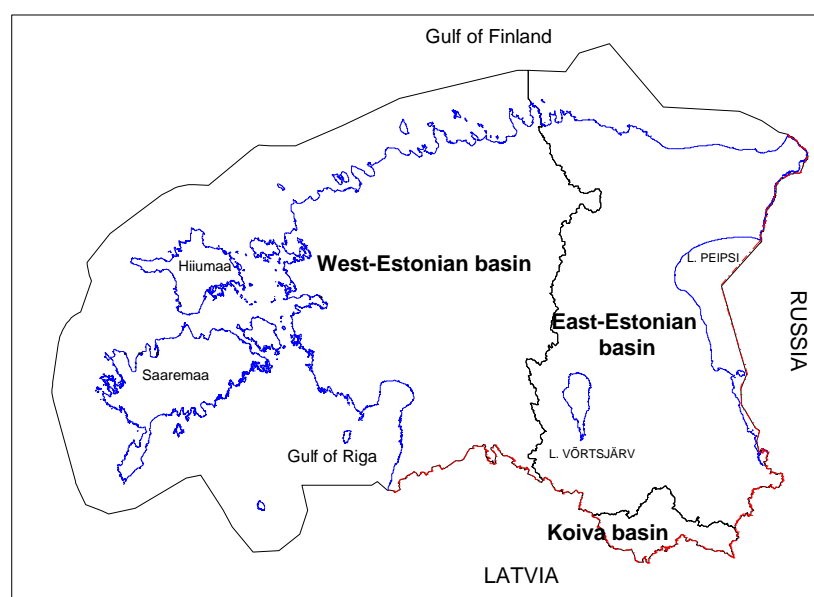 Gulf of Finland
L. PEIPSI
West-Estonian basin
Hiiumaa
RUSSIA
East-Estonian
basin
Saaremaa
L. VÕRTSJÄRV
Gulf of Riga
Koiva basin
LATVIA